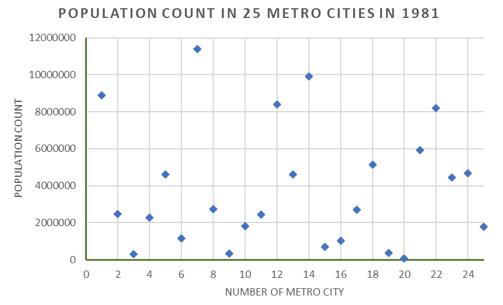 POPULATION COUNT IN 25 METRO CITIES IN 1981
12000000
10000000
8000000
6000000
4000000
2000000
0
POPULATION COUNT
0 2 4 6 8 10 12 14 16 18 20 22 24
NUMBER OF METRO CITY